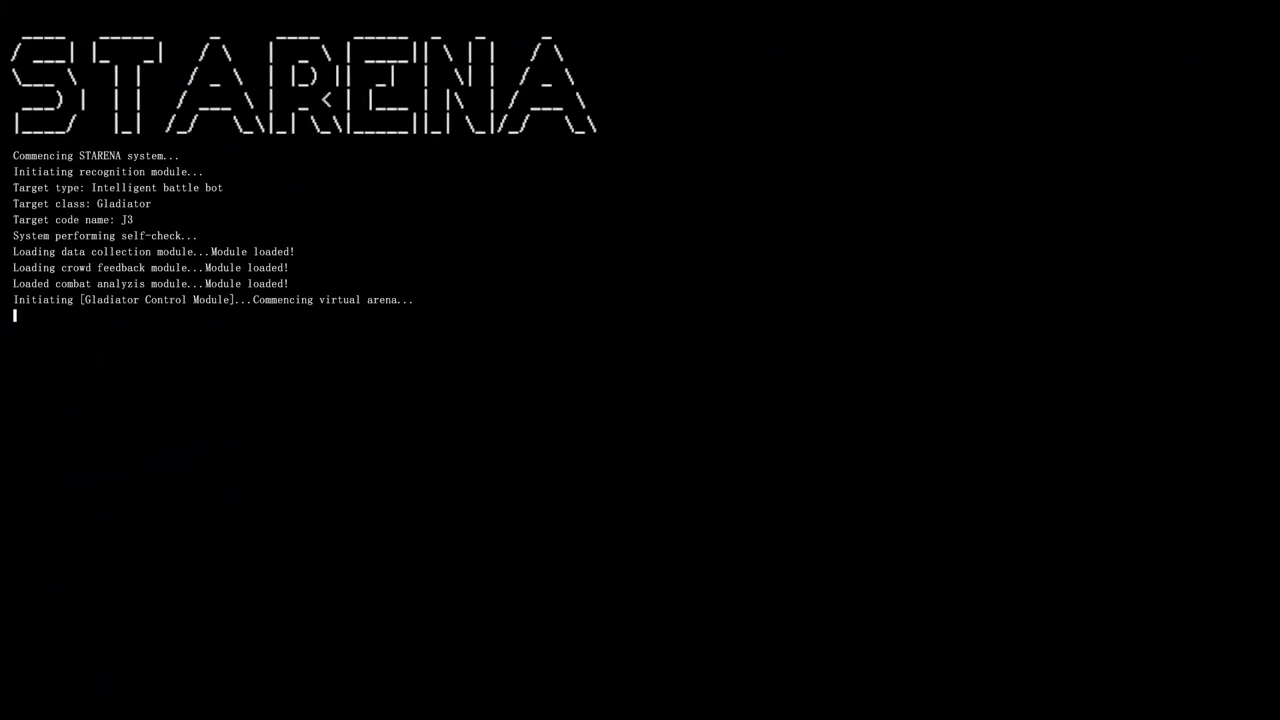 STARENA
Commencing STARENA system...
Initiating recognition module...
Target type: Intelligent battle bot
Target class: Gladiator
Target code name: J3
System performing self-check...
Loading data collection module...Module loaded!
Loading crowd feedback module...Module loaded!
Loaded combat analyzis module...Module loaded!
Initiating [Gladiator Control Module]...Commencing virtual arena...